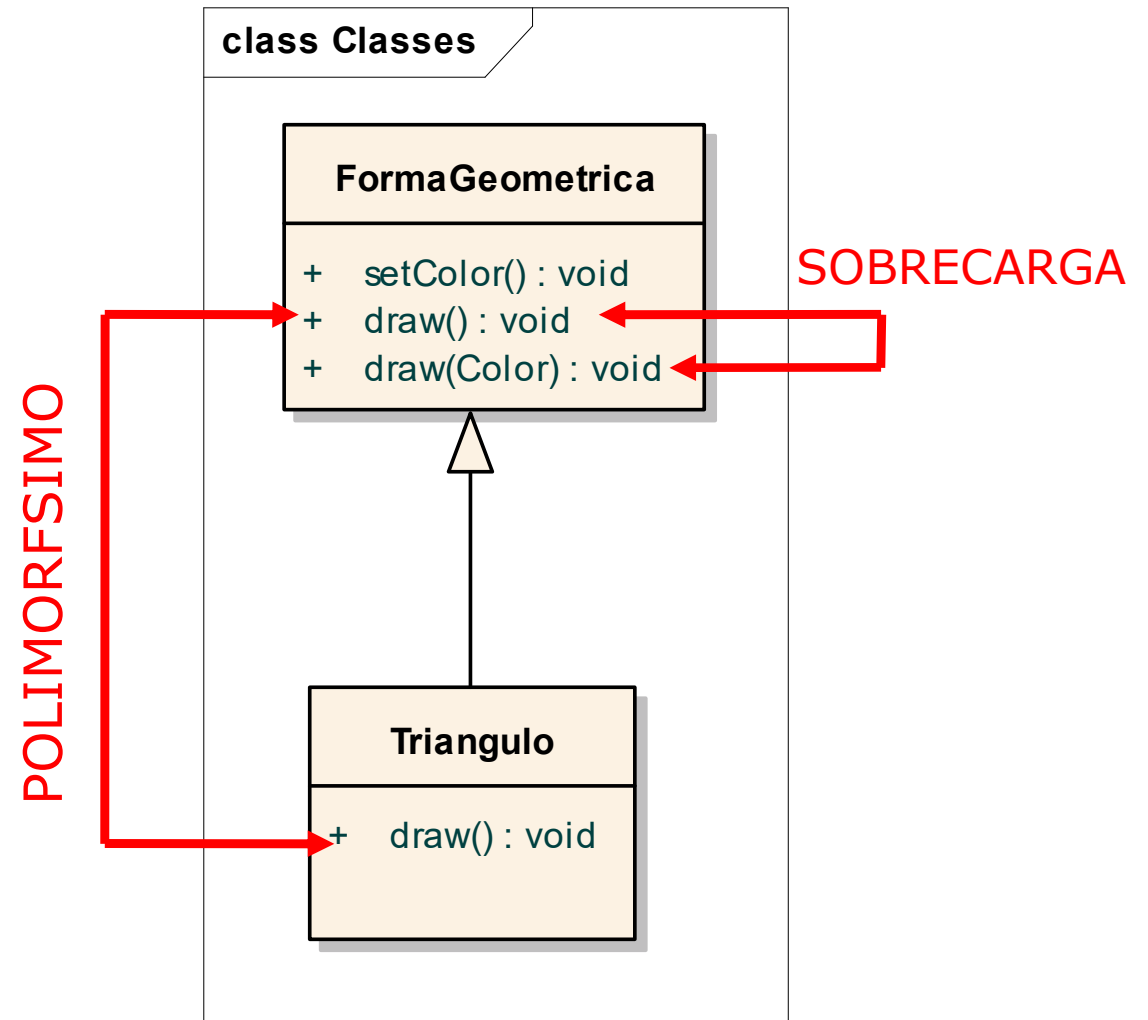 class Classes
FormaGeometrica
+ setColor() : void
+ draw() : void
+ draw(Color) : void
SOBRECARGA
POLIMORFSIMO
Triangulo
+ draw() : void